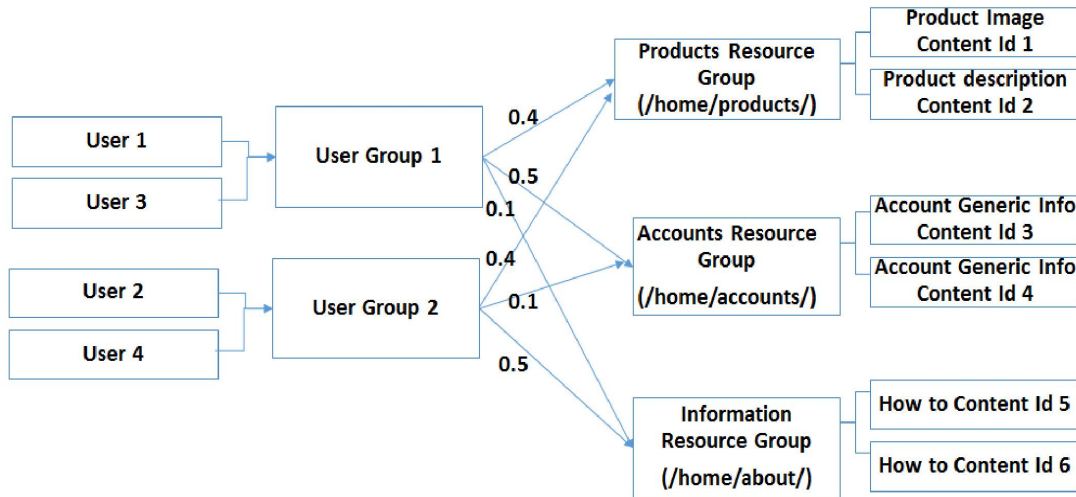 User 1
User 3
User 2
User 4
User Group 1
User Group 2
0.4
0.5
0.1
0.4
0.1
0.5
Products Resource
Group
(/home/products/)
Accounts Resource
Group
(/home/accounts/)
Information
Resource Group
(/home/about/)
Product Image
Content Id 1
Product description
Content Id 2
Account Generic Info
Content Id 3
Account Generic Info
Content Id 4
How to Content Id 5
How to Content Id 6